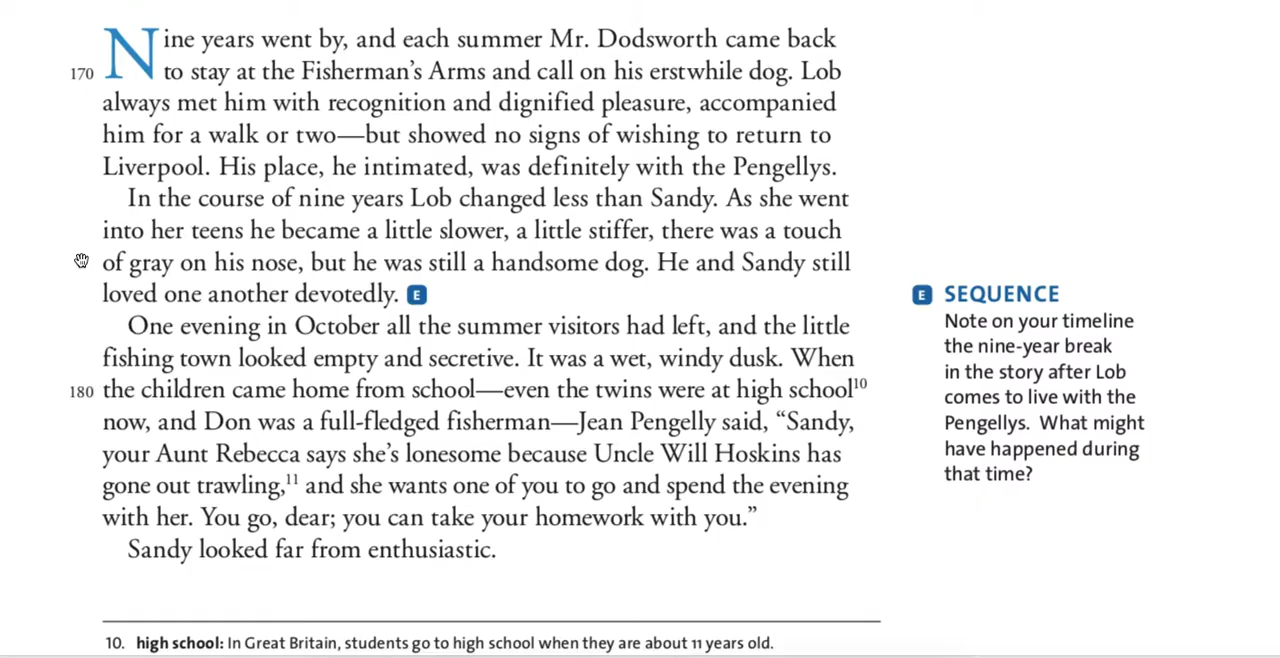 Nine years went by, and each summer Mr. Dodsworth came back
170 to stay at the Fisherman’s Arms and call on his erstwhile dog. Lob
always met him with recognition and dignified pleasure, accompanied
him for a walk or two—but showed no signs of wishing to return to
Liverpool. His place, he intimated, was definitely with the Pengellys.
In the course of nine years Lob changed less than Sandy. As she went
into her teens he became a little slower, a little stiffer, there was a touch
of gray on his nose, but he was still a handsome dog. He and Sandy still
loved one another devotedly. E
One evening in October all the summer visitors had left, and the little
fishing town looked empty and secretive. It was a wet, windy dusk. When
180 the children came home from school—even the twins were at high school¹⁰
now, and Don was a full-fledged fisherman—Jean Pengelly said, “Sandy,
your Aunt Rebecca says she’s lonesome because Uncle Will Hoskins has
gone out trawling,¹¹ and she wants one of you to go and spend the evening
with her. You go, dear; you can take your homework with you.”
Sandy looked far from enthusiastic.
E SEQUENCE
Note on your timeline
the nine-year break
in the story after Lob
comes to live with the
Pengellys. What might
have happened during
that time?
10. high school: In Great Britain, students go to high school when they are about 11 years old.